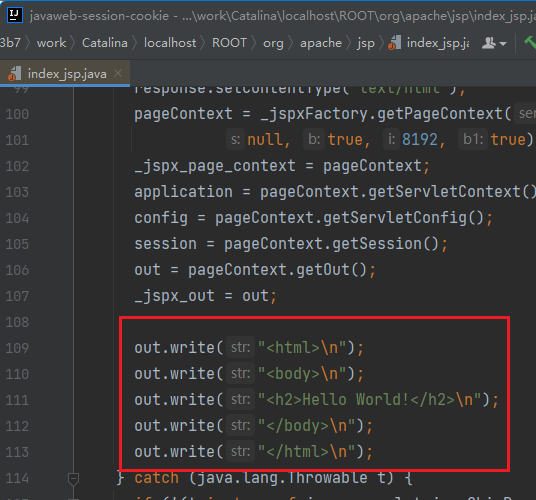 javaweb-session-cookie - ...\work\Catalina\localhost\ROOT\org\apache\jsp\index_jsp.j
3b7 › work › Catalina › localhost › ROOT › org › apache › jsp › index_jsp.ja
index_jsp.java ×
99 response.setContentType("text/html");
100 pageContext = _jspxFactory.getPageContext(
101 s: null, b: true, i: 8192, b1: true)
102 _jspx_page_context = pageContext;
103 application = pageContext.getServletContext()
104 config = pageContext.getServletConfig();
105 session = pageContext.getSession();
106 out = pageContext.getOut();
107 _jspx_out = out;
108
109 out.write( str: "<html>\n");
110 out.write( str: "<body>\n");
111 out.write( str: "<h2>Hello World!</h2>\n");
112 out.write( str: "</body>\n");
113 out.write( str: "</html>\n");
114 } catch (java.lang.Throwable t) {